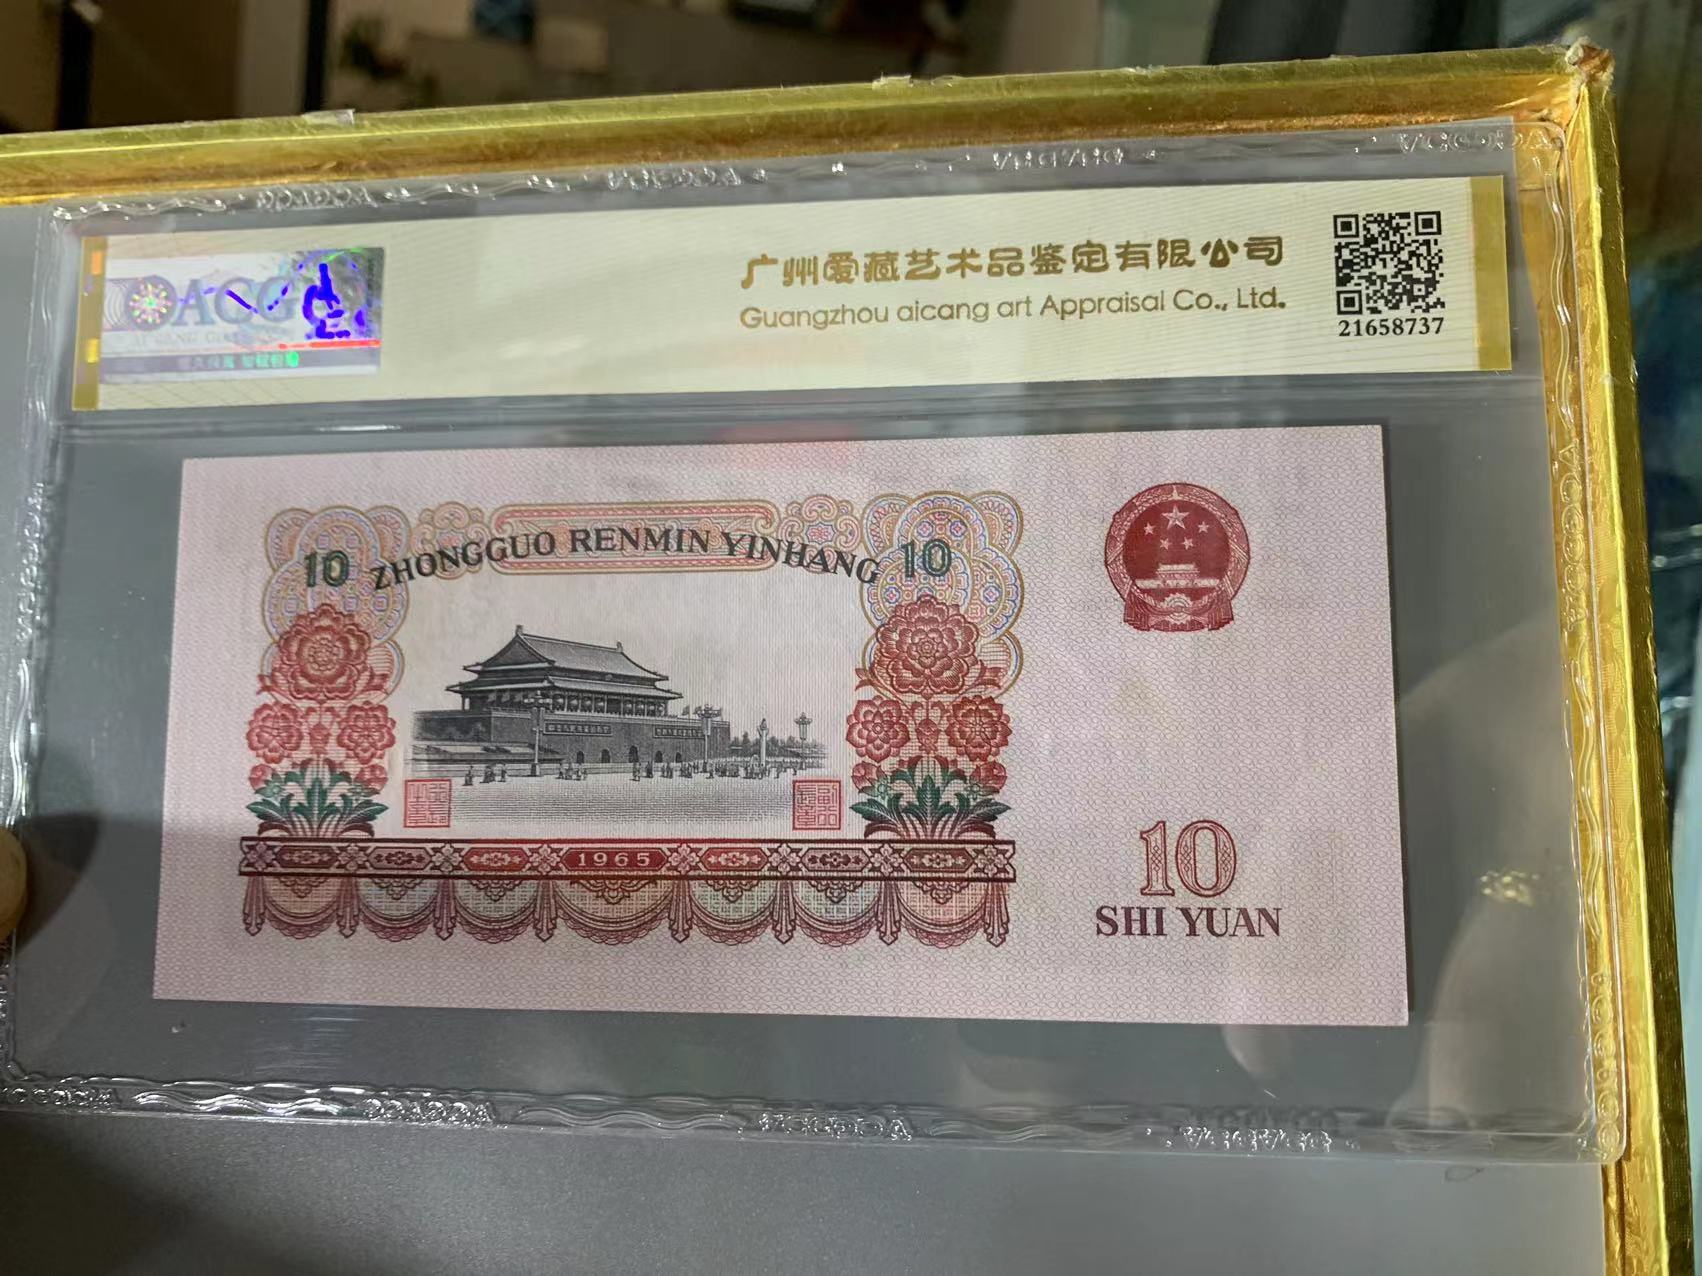 ACG
广州爱藏艺术品鉴定有限公司
Guangzhou aicang art Appraisal Co., Ltd.
21658737
10 ZHONGGUO RENMIN YINHANG 10
1965
10
SHI YUAN